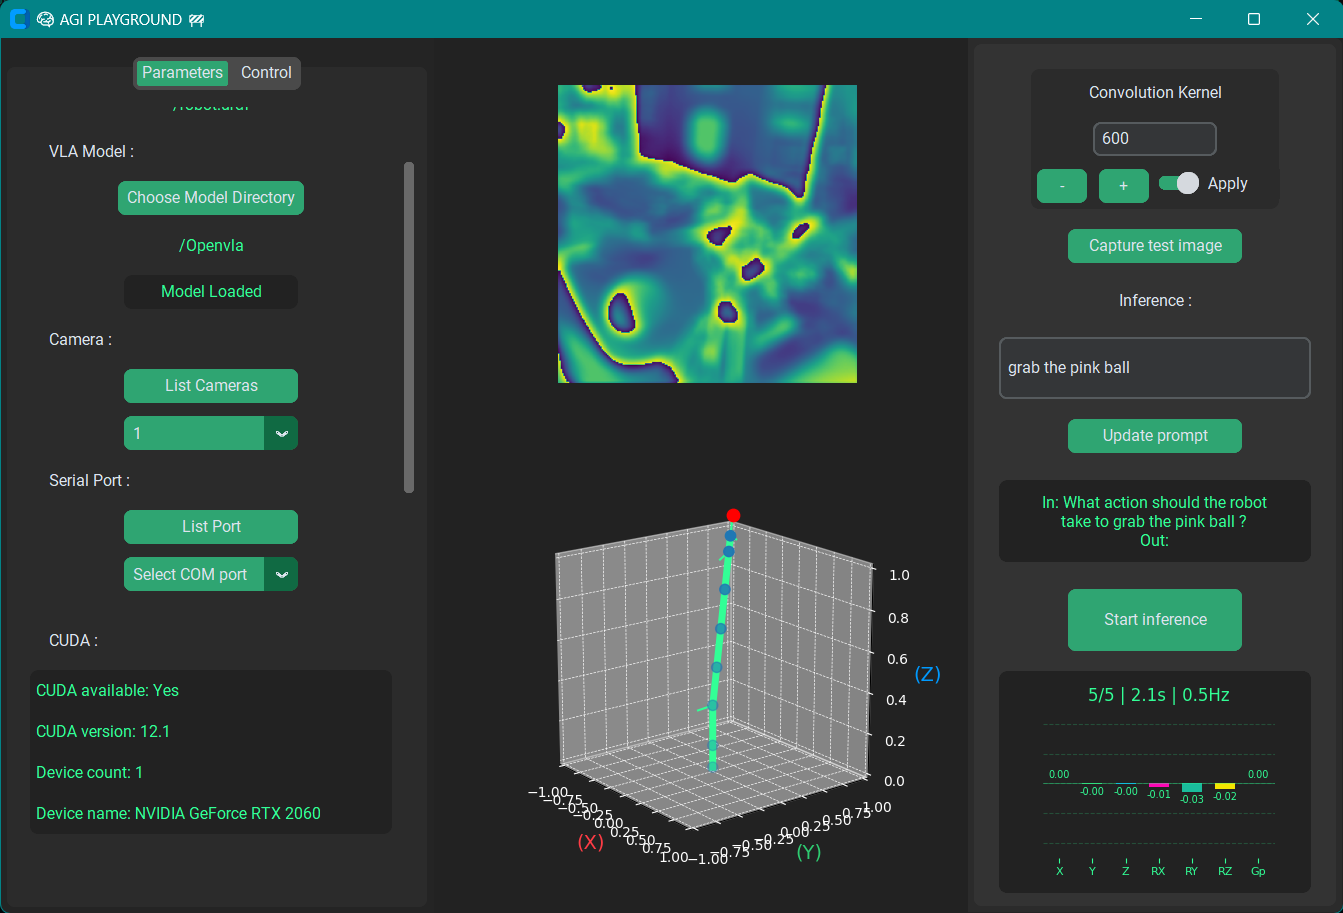 AGI PLAYGROUND
Parameters
Control
/robot.urdf
VLA Model :
Choose Model Directory
/Openvla
Model Loaded
Camera :
List Cameras
1
Serial Port :
List Port
Select COM port
CUDA :
CUDA available: Yes
CUDA version: 12.1
Device count: 1
Device name: NVIDIA GeForce RTX 2060
1.0
0.8
0.6
0.4
0.2
0.0
(Z)
−1.00
−0.75
−0.50
−0.25
0.00
0.25
0.50
0.75
1.00
(X)
−1.00
−0.75
−0.50
−0.25
0.00
0.25
0.50
0.75
1.00
(Y)
Convolution Kernel
600
-
+
Apply
Capture test image
Inference :
grab the pink ball
Update prompt
In: What action should the robot
take to grab the pink ball ?
Out:
Start inference
5/5 | 2.1s | 0.5Hz
0.00 -0.00 -0.00 -0.01 -0.03 -0.02 0.00
X Y Z RX RY RZ Gp